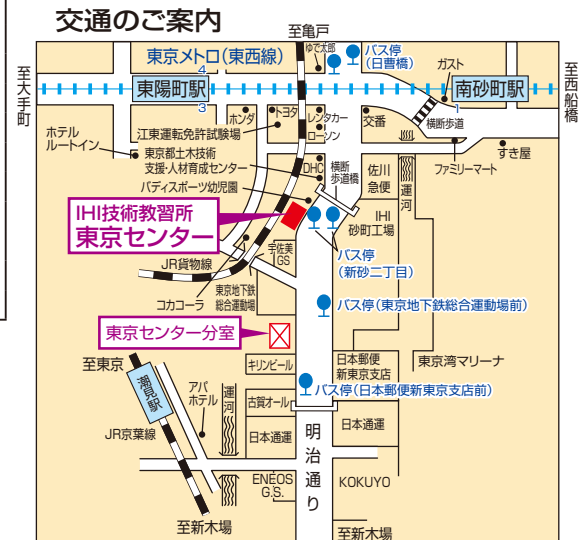 交通のご案内
至亀戸
東京メトロ(東西線)
ゆで太郎
バス停
(日曹橋)
ガスト
至大手町
4
東陽町駅
3
南砂町駅
1
至西船橋
ホンダ
トヨタ
レンタカー
ローソン
交番
横断歩道
ホテル
ルートイン
江東運転免許試験場
東京都土木技術
支援・人材育成センター
バディスポーツ幼児園
DHC
横断
歩道橋
佐川
急便
運河
ファミリーマート
すき屋
IHI技術教習所
東京センター
IHI
砂町工場
バス停
(新砂二丁目)
宇佐美
GS
JR貨物線
コカコーラ
東京地下鉄
総合運動場
バス停(東京地下鉄総合運動場前)
東京センター分室
至東京
潮見駅
キリンビール
日本郵便
新東京支店
東京湾マリーナ
バス停(日本郵便新東京支店前)
アパ
ホテル
運河
古賀オール
JR京葉線
日本通運
明治通り
日本通運
ENEOS
G.S.
KOKUYO
至新木場
至新木場